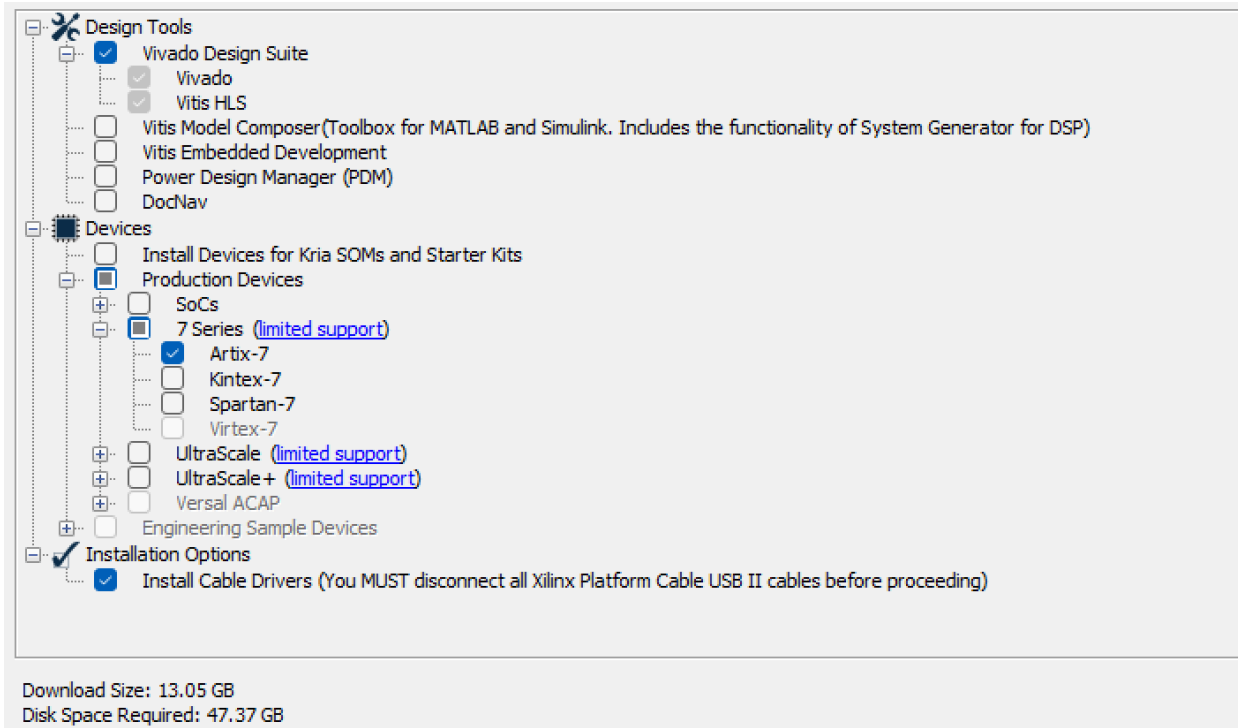 Design Tools
Vivado Design Suite
Vivado
Vitis HLS
Vitis Model Composer(Toolbox for MATLAB and Simulink. Includes the functionality of System Generator for DSP)
Vitis Embedded Development
Power Design Manager (PDM)
DocNav
Devices
Install Devices for Kria SOMs and Starter Kits
Production Devices
SoCs
7 Series (limited support)
Artix-7
Kintex-7
Spartan-7
Virtex-7
UltraScale (limited support)
UltraScale+ (limited support)
Versal ACAP
Engineering Sample Devices
Installation Options
Install Cable Drivers (You MUST disconnect all Xilinx Platform Cable USB II cables before proceeding)
Download Size: 13.05 GB
Disk Space Required: 47.37 GB